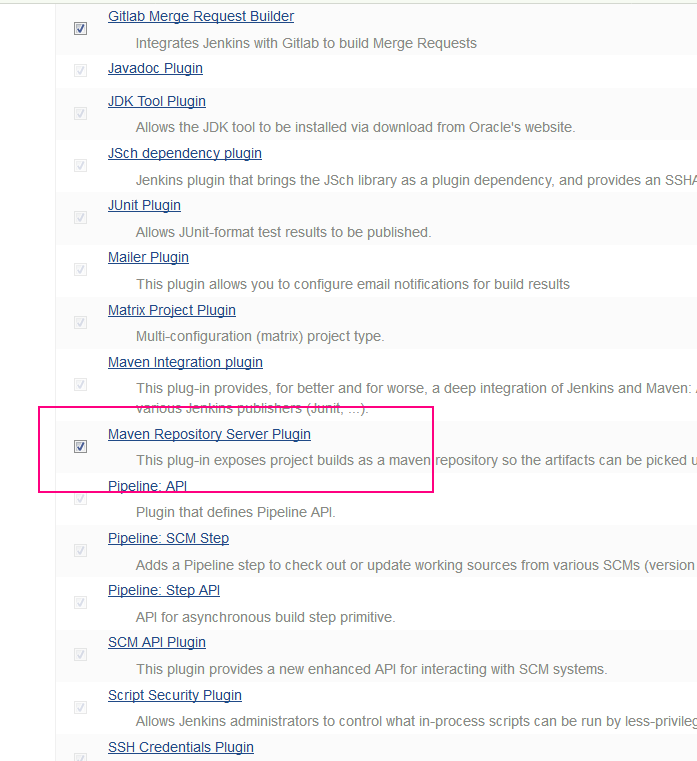 Gitlab Merge Request Builder
Integrates Jenkins with Gitlab to build Merge Requests
Javadoc Plugin
JDK Tool Plugin
Allows the JDK tool to be installed via download from Oracle's website.
JSch dependency plugin
Jenkins plugin that brings the JSch library as a plugin dependency, and provides an SSHA
JUnit Plugin
Allows JUnit-format test results to be published.
Mailer Plugin
This plugin allows you to configure email notifications for build results
Matrix Project Plugin
Multi-configuration (matrix) project type.
Maven Integration plugin
This plug-in provides, for better and for worse, a deep integration of Jenkins and Maven:
various Jenkins publishers (Junit, ...).
Maven Repository Server Plugin
This plug-in exposes project builds as a maven repository so the artifacts can be picked u
Pipeline: API
Plugin that defines Pipeline API.
Pipeline: SCM Step
Adds a Pipeline step to check out or update working sources from various SCMs (version
Pipeline: Step API
API for asynchronous build step primitive.
SCM API Plugin
This plugin provides a new enhanced API for interacting with SCM systems.
Script Security Plugin
Allows Jenkins administrators to control what in-process scripts can be run by less-privileg
SSH Credentials Plugin